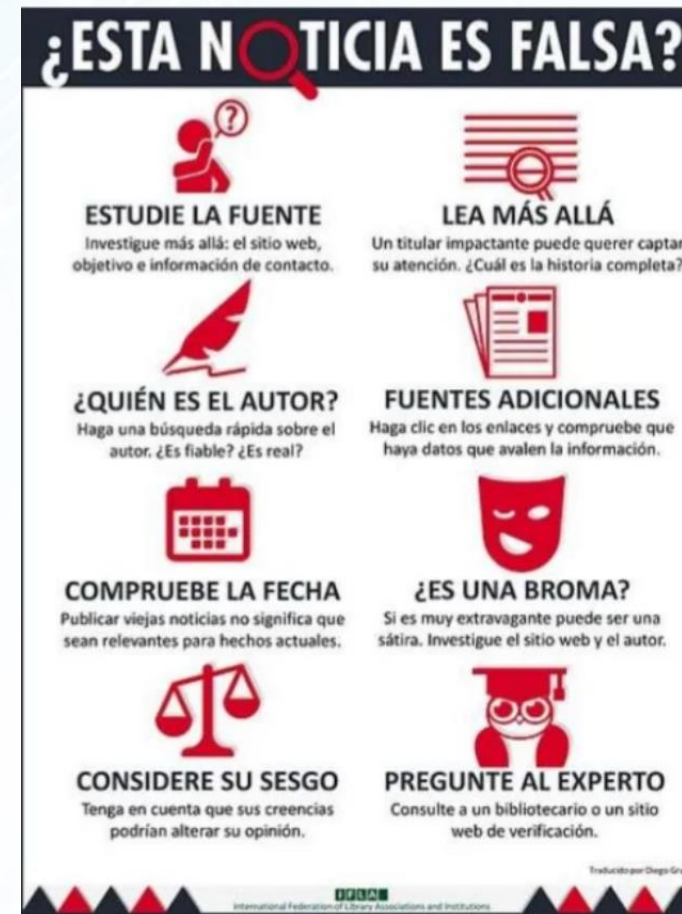 ¿ESTA NOTICIA ES FALSA?
?
ESTUDIE LA FUENTE
Investigue más allá: el sitio web,
objetivo e información de contacto.
LEA MÁS ALLÁ
Un titular impactante puede querer captar
su atención. ¿Cuál es la historia completa?
¿QUIÉN ES EL AUTOR?
Haga una búsqueda rápida sobre el
autor. ¿Es fiable? ¿Es real?
FUENTES ADICIONALES
Haga clic en los enlaces y compruebe que
haya datos que avalen la información.
COMPRUEBE LA FECHA
Publicar viejas noticias no significa que
sean relevantes para hechos actuales.
¿ES UNA BROMA?
Si es muy extravagante puede ser una
sátira. Investigue el sitio web y el autor.
CONSIDERE SU SESGO
Tenga en cuenta que sus creencias
podrían alterar su opinión.
PREGUNTE AL EXPERTO
Consulte a un bibliotecario o un sitio
web de verificación.
Traducido por Diego
IFLA
International Federation of Library Associations and Institutions